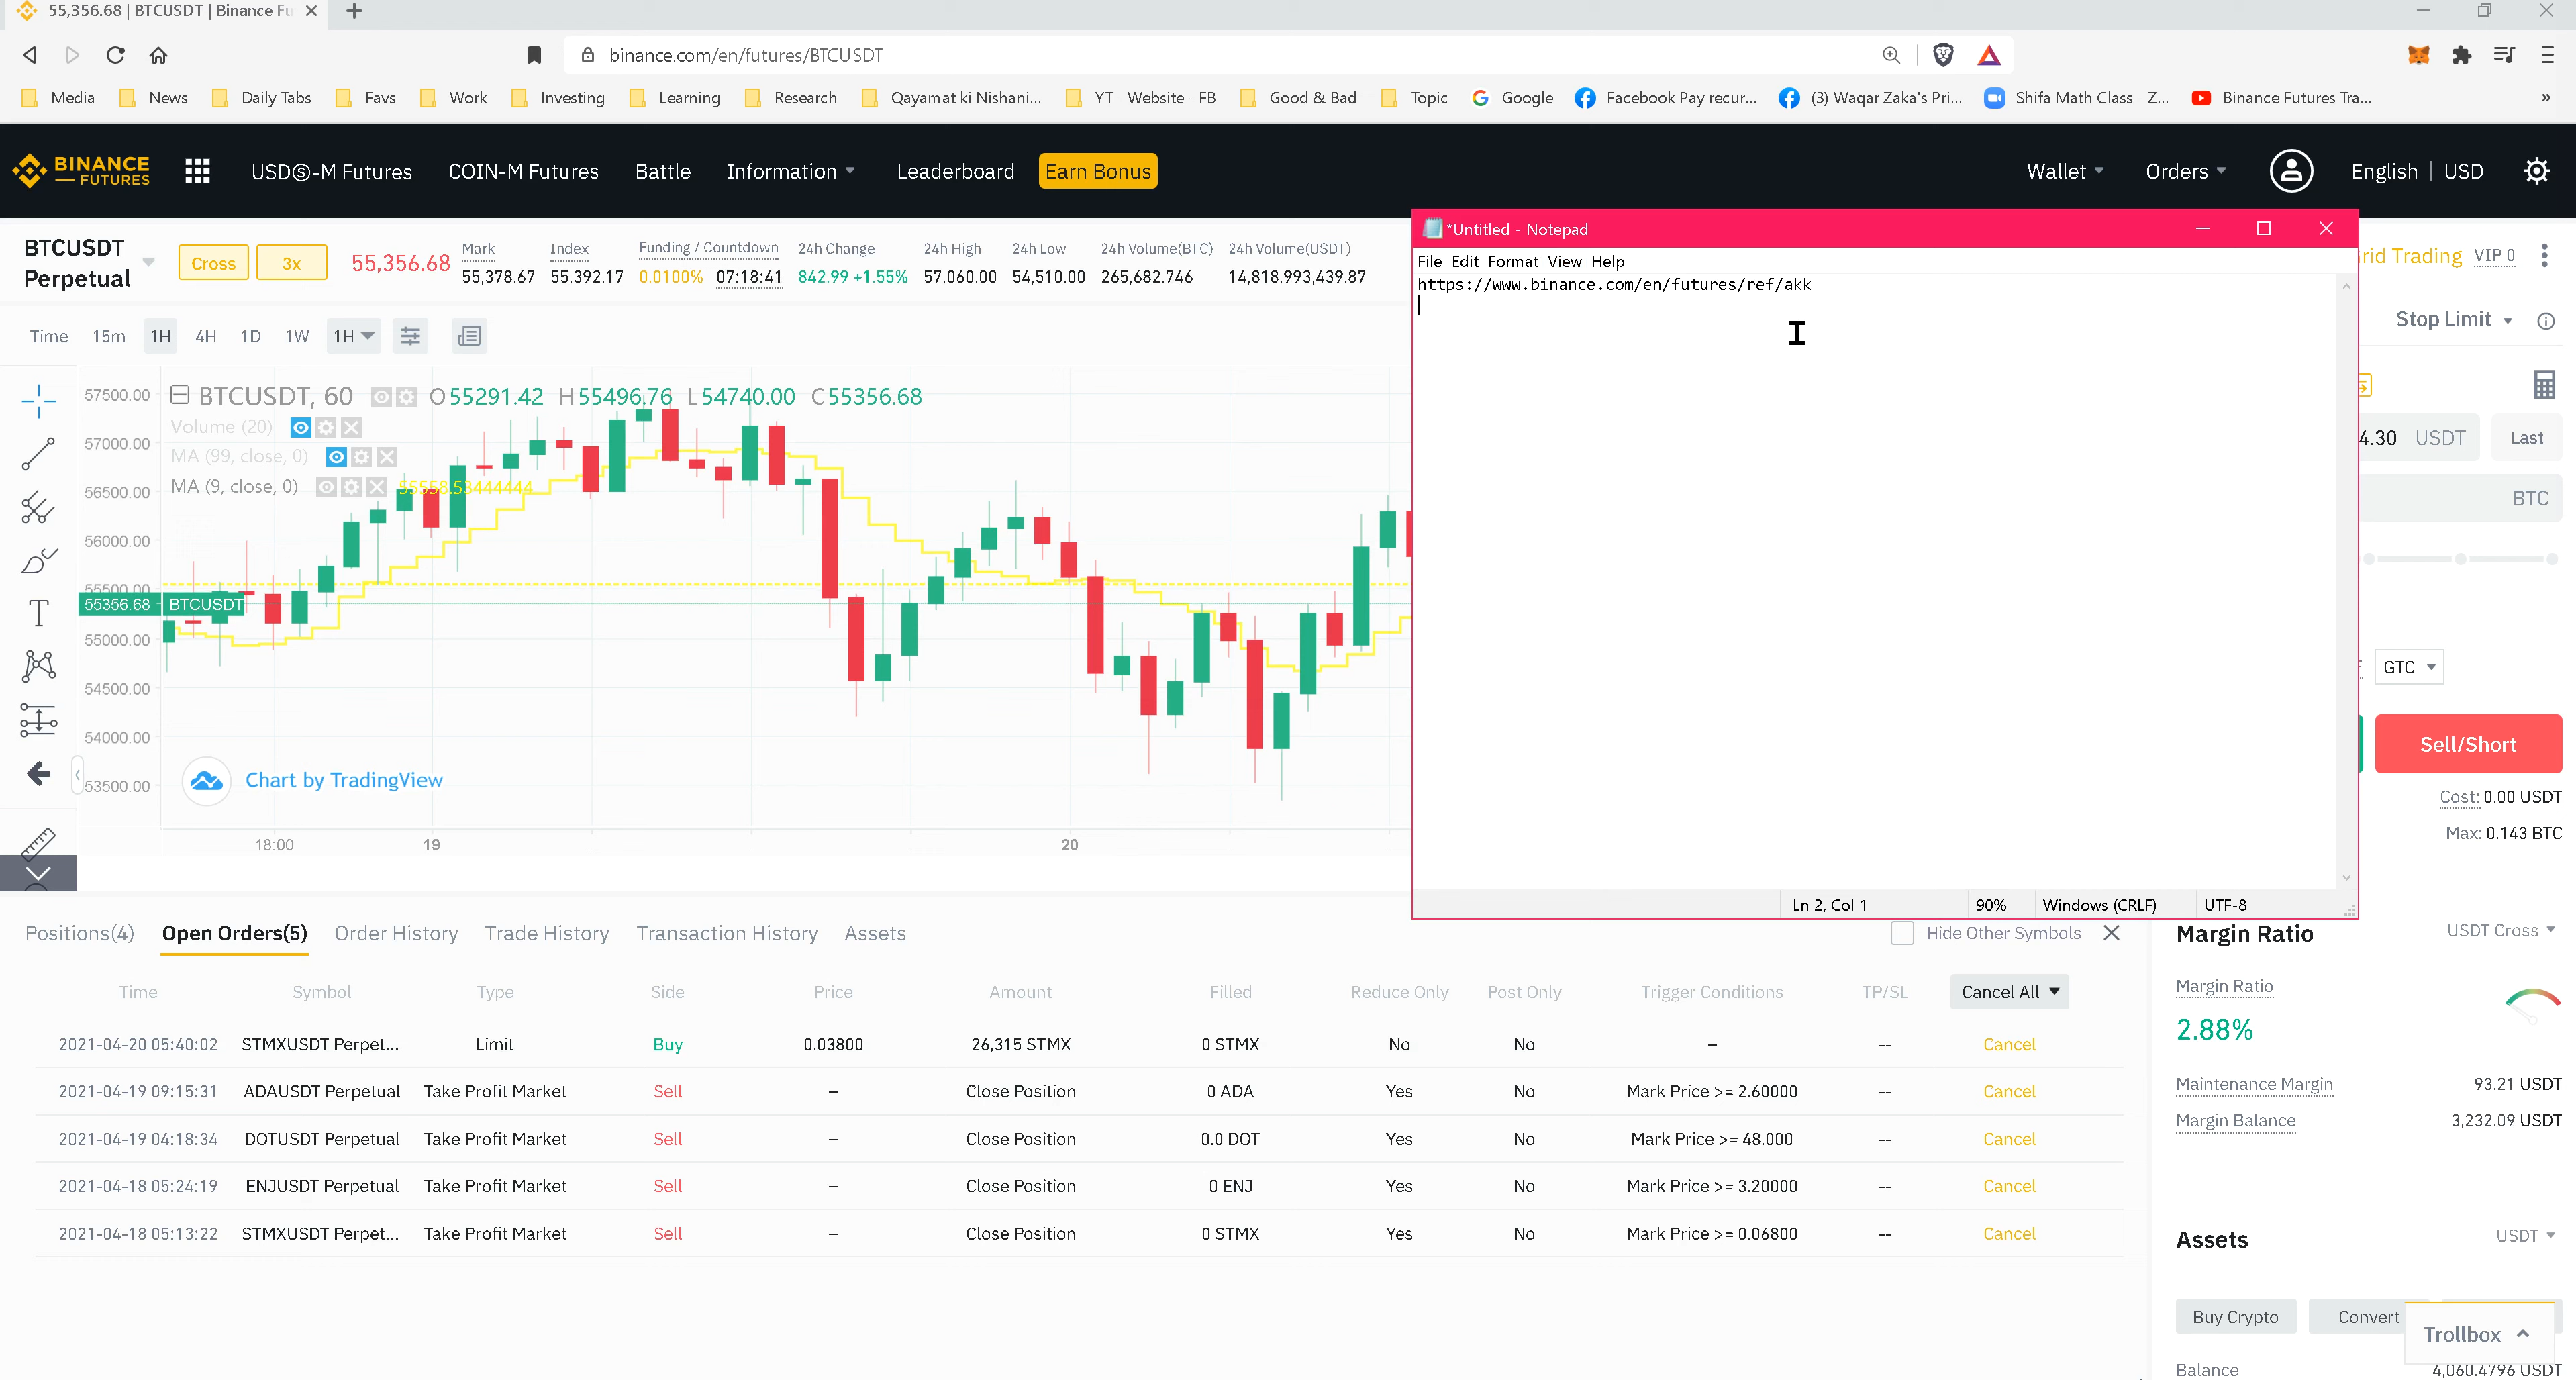 55,356.68 | BTCUSDT | Binance Fu
binance.com/en/futures/BTCUSDT
Media News Daily Tabs Favs Work Investing Learning Research Qayamat ki Nishani... YT - Website - FB Good & Bad Topic Google Facebook Pay recur... (3) Waqar Zaka's Pri... Shifa Math Class - Z... Binance Futures Tra... »
BINANCE
FUTURES
USDⓈ-M Futures COIN-M Futures Battle Information Leaderboard Earn Bonus Wallet Orders English | USD
BTCUSDT
Perpetual
Cross 3x 55,356.68
Mark Index Funding / Countdown 24h Change 24h High 24h Low 24h Volume(BTC) 24h Volume(USDT)
55,378.67 55,392.17 0.0100% 07:18:41 842.99 +1.55% 57,060.00 54,510.00 265,682.746 14,818,993,439.87
*Untitled - Notepad
File Edit Format View Help
https://www.binance.com/en/futures/ref/akk
Ln 2, Col 1 90% Windows (CRLF) UTF-8
rid Trading VIP 0
Stop Limit
4.30 USDT Last
BTC
GTC
Sell/Short
Cost: 0.00 USDT
Max: 0.143 BTC
Time 15m 1H 4H 1D 1W 1H
BTCUSDT, 60 O55291.42 H55496.76 L54740.00 C55356.68
Volume (20)
MA (99, close, 0)
MA (9, close, 0) 55558.53444444
57500.00
57000.00
56500.00
56000.00
55500.00
55356.68 BTCUSDT
55000.00
54500.00
54000.00
53500.00
Chart by TradingView
18:00 19 20
Positions(4) Open Orders(5) Order History Trade History Transaction History Assets Hide Other Symbols
Time Symbol Type Side Price Amount Filled Reduce Only Post Only Trigger Conditions TP/SL Cancel All
2021-04-20 05:40:02 STMXUSDT Perpet... Limit Buy 0.03800 26,315 STMX 0 STMX No No – -- Cancel
2021-04-19 09:15:31 ADAUSDT Perpetual Take Profit Market Sell – Close Position 0 ADA Yes No Mark Price >= 2.60000 -- Cancel
2021-04-19 04:18:34 DOTUSDT Perpetual Take Profit Market Sell – Close Position 0.0 DOT Yes No Mark Price >= 48.000 -- Cancel
2021-04-18 05:24:19 ENJUSDT Perpetual Take Profit Market Sell – Close Position 0 ENJ Yes No Mark Price >= 3.20000 -- Cancel
2021-04-18 05:13:22 STMXUSDT Perpet... Take Profit Market Sell – Close Position 0 STMX Yes No Mark Price >= 0.06800 -- Cancel
Margin Ratio USDT Cross
Margin Ratio
2.88%
Maintenance Margin 93.21 USDT
Margin Balance 3,232.09 USDT
Assets USDT
Buy Crypto Convert
Trollbox
Balance 4,060.4796 USDT